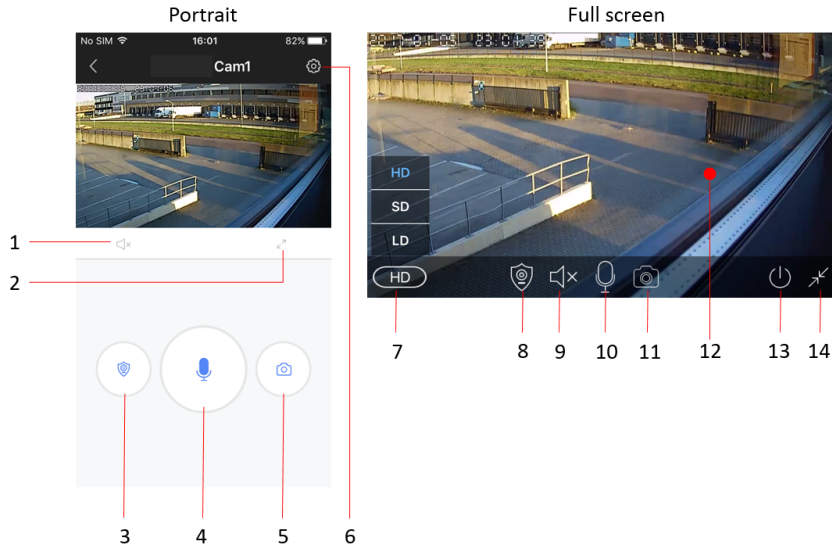 Portrait
Full screen
No SIM 16:01 82%
Cam1
HD
SD
LD
HD
1
2
3 4 5 6
7 8 9 10 11 12 13 14